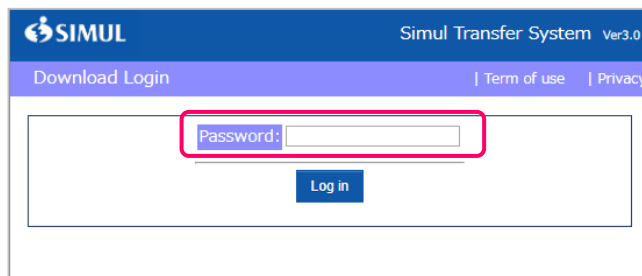 SIMUL
Simul Transfer System Ver3.0
Download Login
| Term of use | Privacy
Password:
Log in